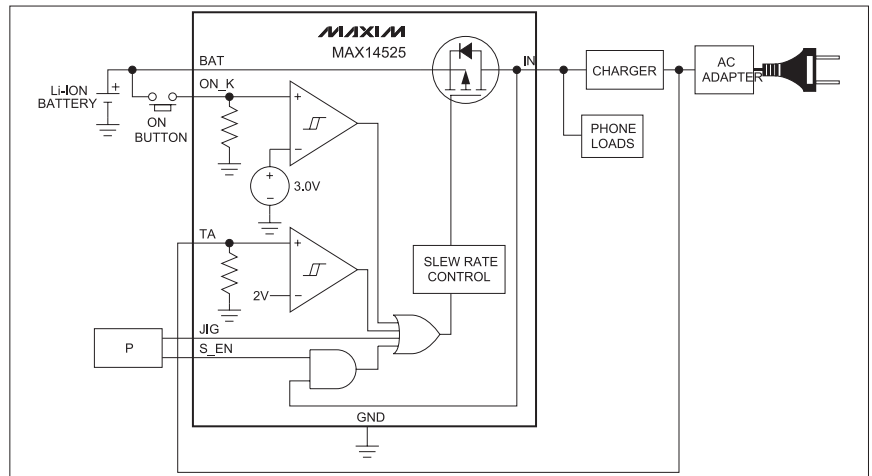 MAXIM
MAX14525
BAT
IN
CHARGER
AC
ADAPTER
Li-ION
BATTERY
+
ON_K
ON
BUTTON
+
−
PHONE
LOADS
+
−
3.0V
TA
+
SLEW RATE
CONTROL
2V
−
JIG
P
S_EN
GND